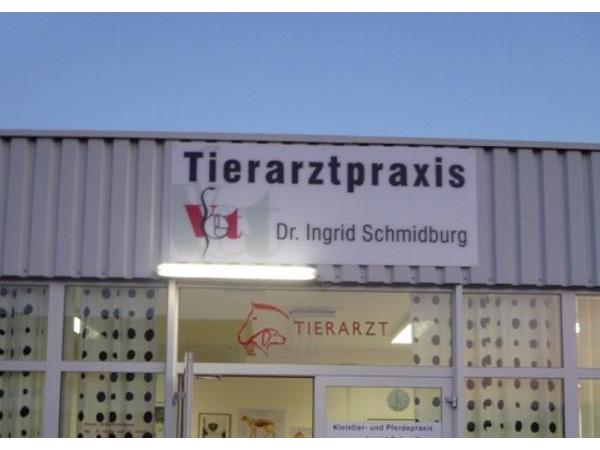 Tierarztpraxis
Vet
Dr. Ingrid Schmidburg
TIERARZT
Kleintier- und Pferdepraxis